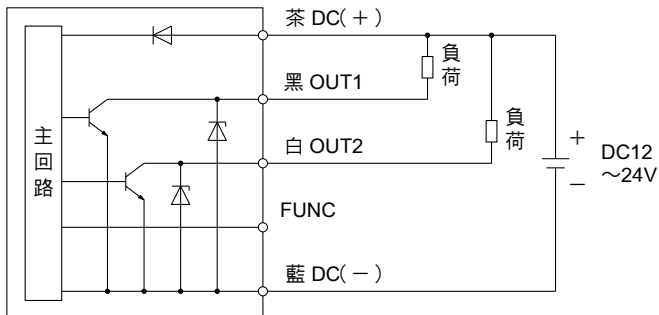 茶 DC(＋)
負荷
黑 OUT1
負荷
白 OUT2
主回路
＋
－
DC12
～24V
FUNC
藍 DC(－)